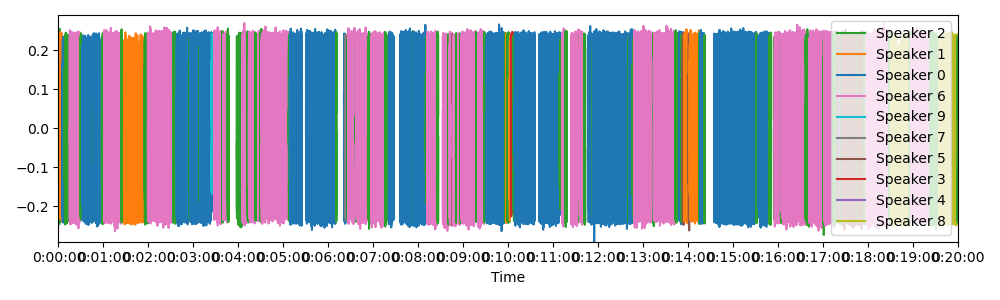 0.2
0.1
0.0
−0.1
−0.2
0:00:00 0:01:00 0:02:00 0:03:00 0:04:00 0:05:00 0:06:00 0:07:00 0:08:00 0:09:00 0:10:00 0:11:00 0:12:00 0:13:00 0:14:00 0:15:00 0:16:00 0:17:00 0:18:00 0:19:00 0:20:00
Time
Speaker 2
Speaker 1
Speaker 0
Speaker 6
Speaker 9
Speaker 7
Speaker 5
Speaker 3
Speaker 4
Speaker 8